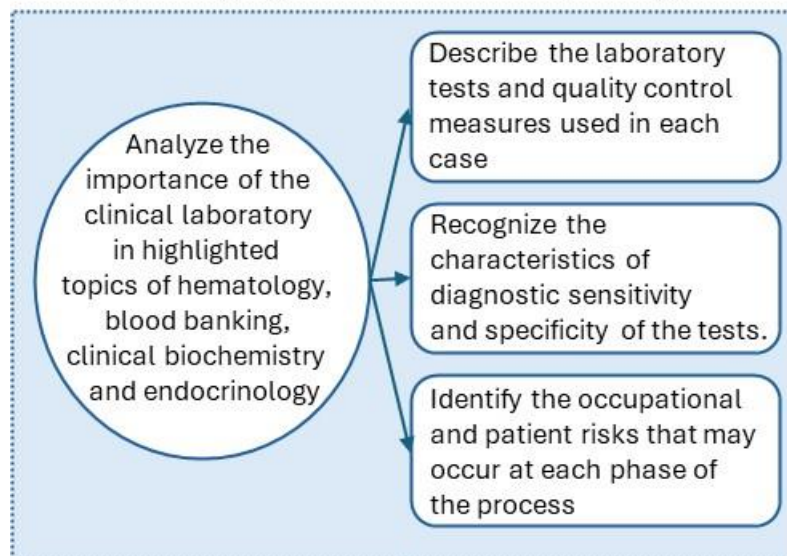 Analyze the
importance of the
clinical laboratory
in highlighted
topics of hematology,
blood banking,
clinical biochemistry
and endocrinology
Describe the laboratory
tests and quality control
measures used in each
case
Recognize the
characteristics of
diagnostic sensitivity
and specificity of the tests.
Identify the occupational
and patient risks that may
occur at each phase of
the process